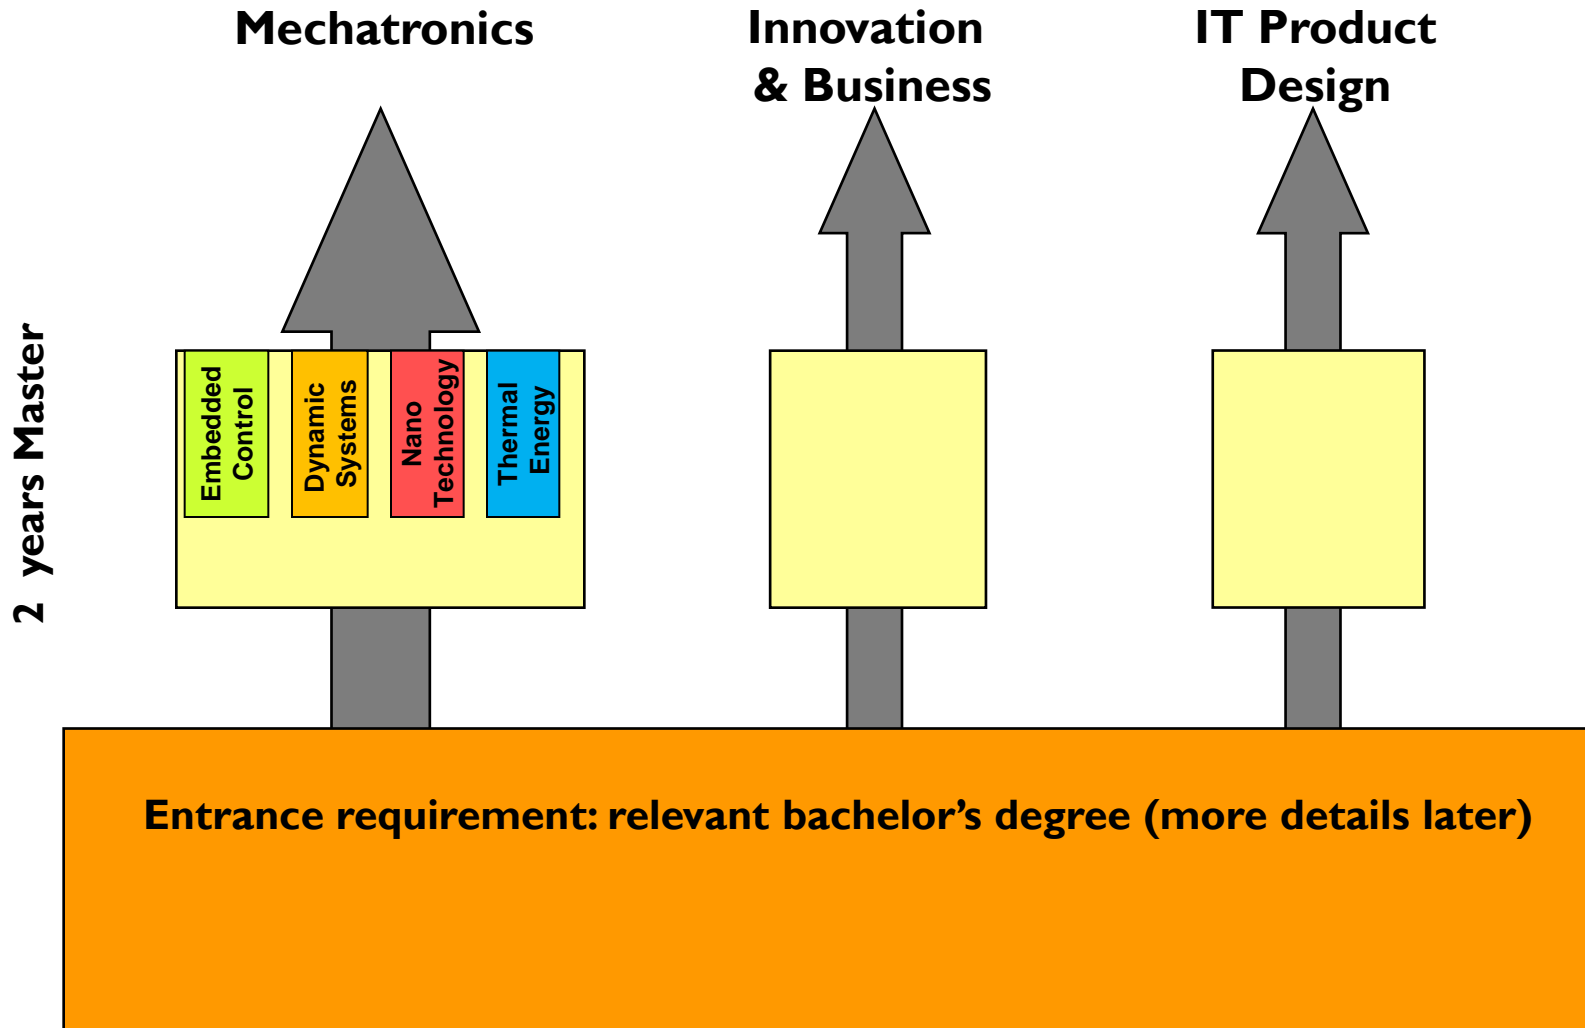 Mechatronics
Innovation
& Business
IT Product
Design
2 years Master
Embedded
Control
Dynamic
Systems
Nano
Technology
Thermal
Energy
Entrance requirement: relevant bachelor’s degree (more details later)